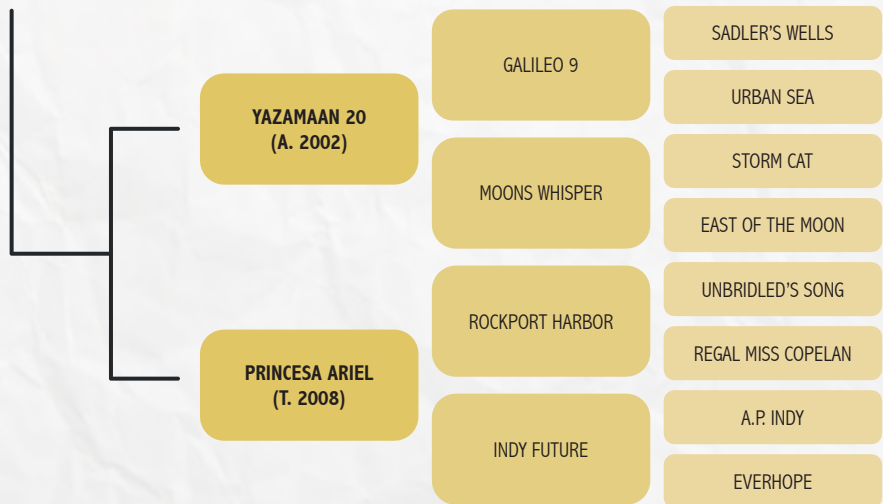 YAZAMAAN 20
(A. 2002)
PRINCESA ARIEL
(T. 2008)
GALILEO 9
MOONS WHISPER
ROCKPORT HARBOR
INDY FUTURE
SADLER'S WELLS
URBAN SEA
STORM CAT
EAST OF THE MOON
UNBRIDLED'S SONG
REGAL MISS COPELAN
A.P. INDY
EVERHOPE